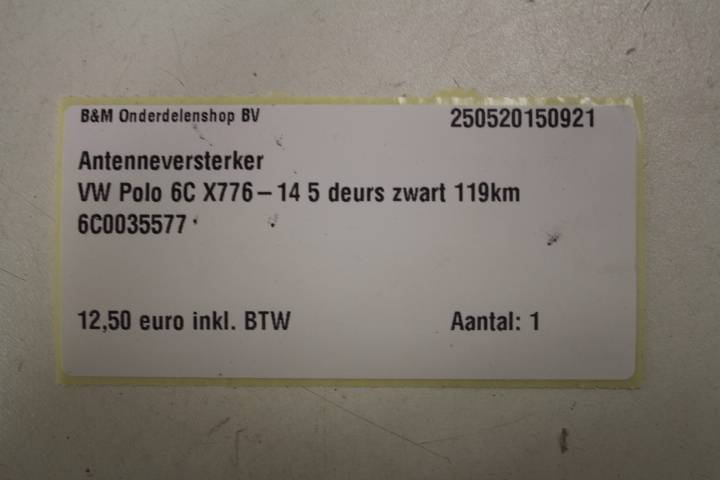 B&M Onderdelenshop BV 250520150921
Antenneversterker
VW Polo 6C X776-14 5 deurs zwart 119km
6C0035577
12,50 euro inkl. BTW Aantal: 1